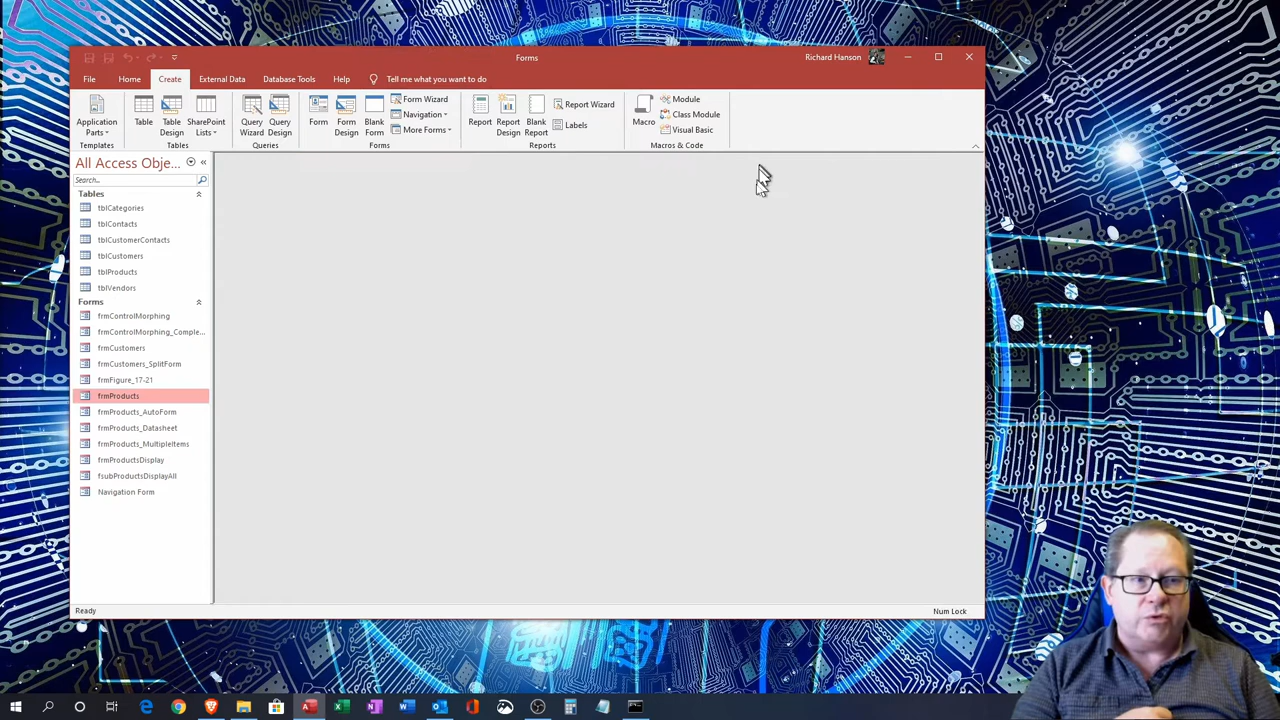 Forms
Richard Hanson
File Home Create External Data Database Tools Help Tell me what you want to do
Application Parts
Templates
Table
Table Design
SharePoint Lists
Tables
Query Wizard
Query Design
Queries
Form
Form Design
Blank Form
Form Wizard
Navigation
More Forms
Forms
Report
Report Design
Blank Report
Report Wizard
Labels
Reports
Macro
Module
Class Module
Visual Basic
Macros & Code
All Access Obje...
Search...
Tables
tblCategories
tblContacts
tblCustomerContacts
tblCustomers
tblProducts
tblVendors
Forms
frmControlMorphing
frmControlMorphing_Comple...
frmCustomers
frmCustomers_SplitForm
frmFigure_17-21
frmProducts
frmProducts_AutoForm
frmProducts_Datasheet
frmProducts_MultipleItems
frmProductsDisplay
fsubProductsDisplayAll
Navigation Form
Ready
Num Lock